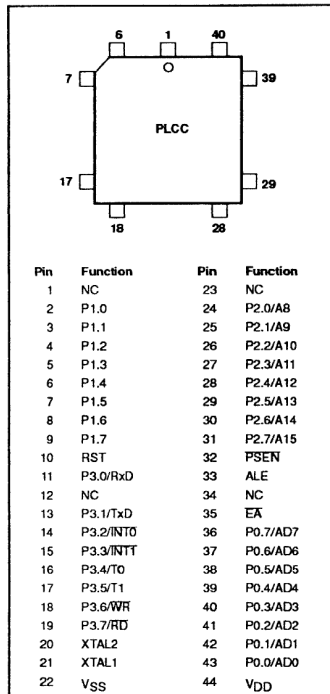 6 1 40
7 39
PLCC
17 29
18 28
Pin Function Pin Function
1 NC 23 NC
2 P1.0 24 P2.0/A8
3 P1.1 25 P2.1/A9
4 P1.2 26 P2.2/A10
5 P1.3 27 P2.3/A11
6 P1.4 28 P2.4/A12
7 P1.5 29 P2.5/A13
8 P1.6 30 P2.6/A14
9 P1.7 31 P2.7/A15
10 RST 32 PSEN
11 P3.0/RxD 33 ALE
12 NC 34 NC
13 P3.1/TxD 35 EA
14 P3.2/INT0 36 P0.7/AD7
15 P3.3/INT1 37 P0.6/AD6
16 P3.4/T0 38 P0.5/AD5
17 P3.5/T1 39 P0.4/AD4
18 P3.6/WR 40 P0.3/AD3
19 P3.7/RD 41 P0.2/AD2
20 XTAL2 42 P0.1/AD1
21 XTAL1 43 P0.0/AD0
22 VSS 44 VDD